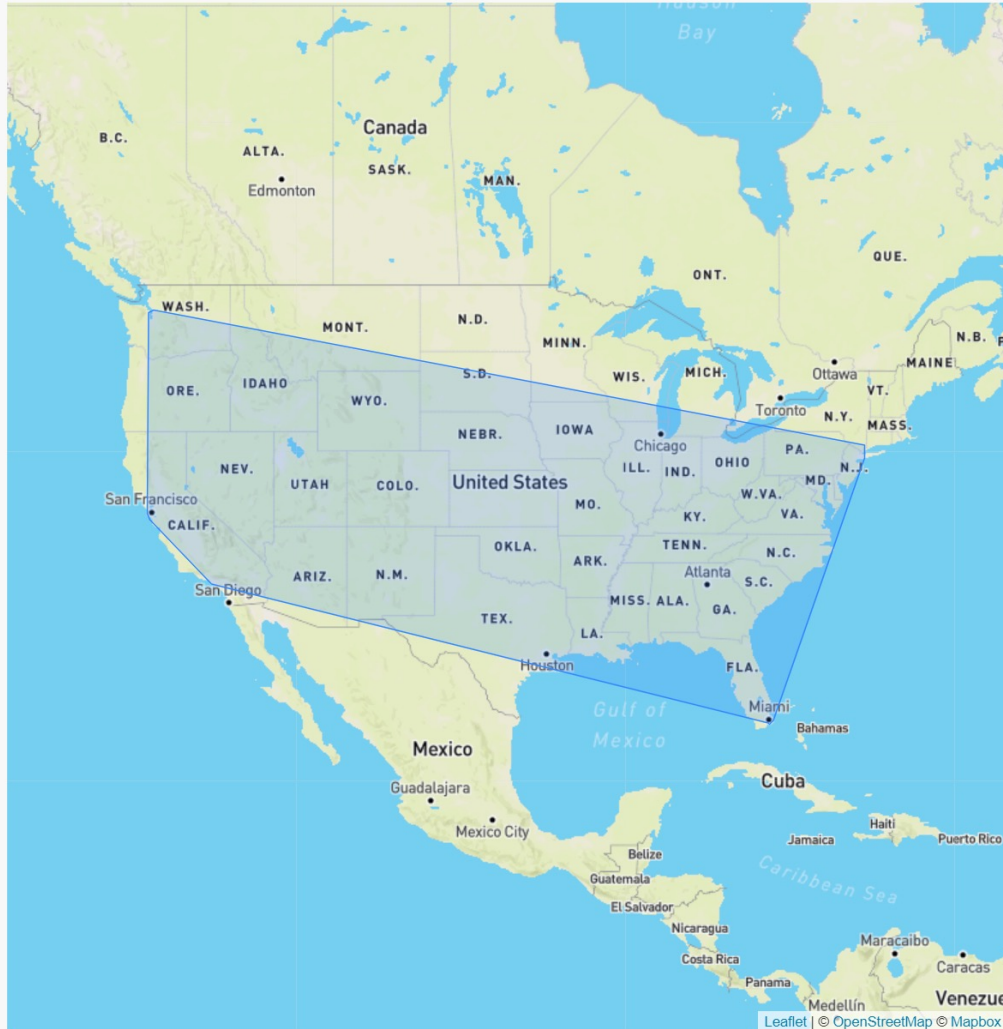 Hudson
Bay
B.C.
Canada
ALTA.
SASK.
Edmonton
MAN.
QUE.
ONT.
WASH.
N.D.
MONT.
MINN.
N.B.
MAINE
S.D.
WIS.
MICH.
Ottawa
ORE.
IDAHO
VT.
WYO.
Toronto
N.Y.
MASS.
NEBR.
IOWA
Chicago
PA.
NEV.
UTAH
COLO.
United States
ILL.
IND.
OHIO
N.J.
MD.
San Francisco
CALIF.
MO.
W.VA.
KY.
VA.
OKLA.
TENN.
N.C.
ARIZ.
N.M.
ARK.
Atlanta
S.C.
San Diego
MISS.
ALA.
GA.
TEX.
LA.
Houston
FLA.
Gulf of
Mexico
Miami
Bahamas
Mexico
Cuba
Guadalajara
Mexico City
Haiti
Jamaica
Puerto Rico
Belize
Guatemala
Caribbean Sea
El Salvador
Nicaragua
Costa Rica
Maracaibo
Caracas
Panama
Medellín
Venezue
Leaflet | © OpenStreetMap © Mapbox